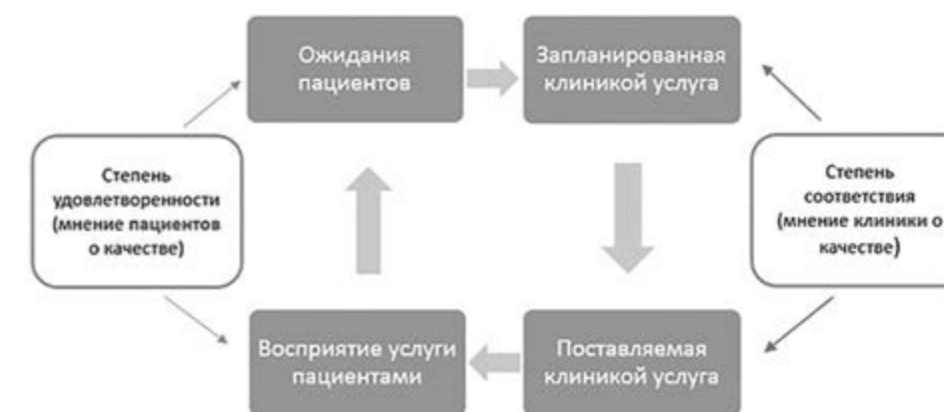 Ожидания
пациентов
Запланированная
клиникой услуга
Степень
удовлетворенности
(мнение пациентов
о качестве)
Степень
соответствия
(мнение клиники о
качестве)
Восприятие услуги
пациентами
Поставляемая
клиникой услуга